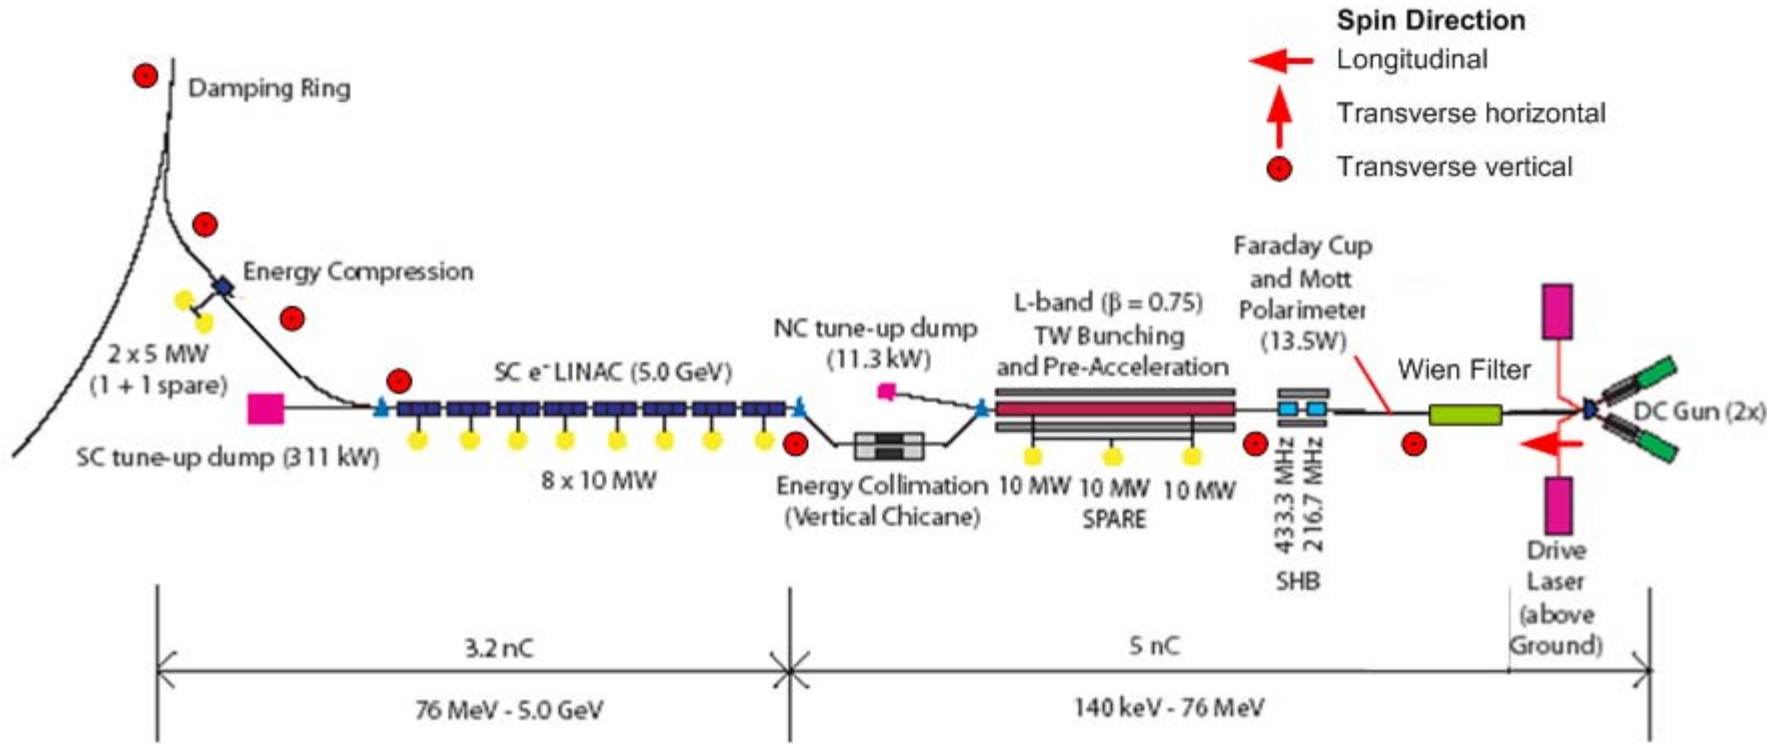 Spin Direction
Longitudinal
Transverse horizontal
Transverse vertical
Damping Ring
Energy Compression
2 x 5 MW
(1 + 1 spare)
SC tune-up dump (311 kW)
SC e⁻ LINAC (5.0 GeV)
8 x 10 MW
NC tune-up dump
(11.3 kW)
Energy Collimation
(Vertical Chicane)
L-band (β = 0.75)
TW Bunching
and Pre-Acceleration
10 MW 10 MW 10 MW
SPARE
Faraday Cup
and Mott
Polarimeter
(13.5W)
433.3 MHz
216.7 MHz
SHB
Wien Filter
DC Gun (2x)
Drive
Laser
(above
Ground)
3.2 nC
5 nC
76 MeV - 5.0 GeV
140 keV - 76 MeV